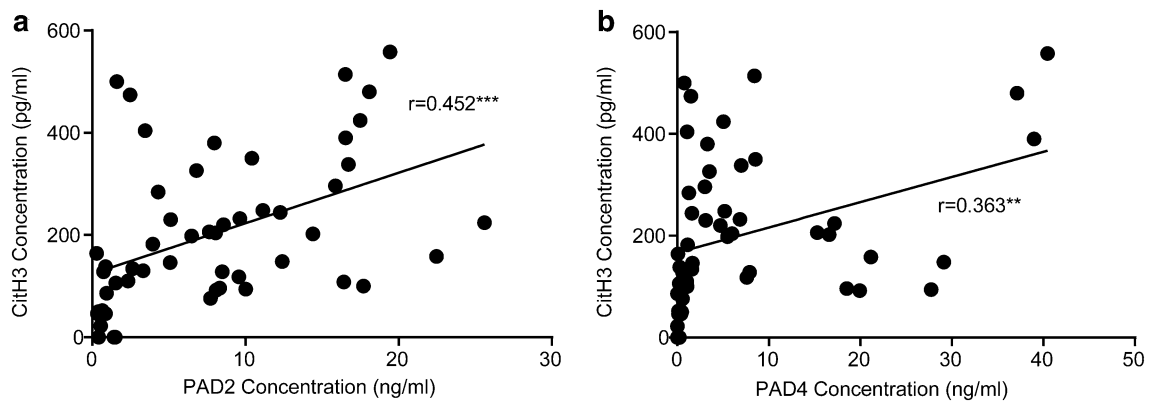 a
600
400
200
0
0 10 20 30
CitH3 Concentration (pg/ml)
PAD2 Concentration (ng/ml)
r=0.452***
b
600
400
200
0
0 10 20 30 40 50
CitH3 Concentration (pg/ml)
PAD4 Concentration (ng/ml)
r=0.363**